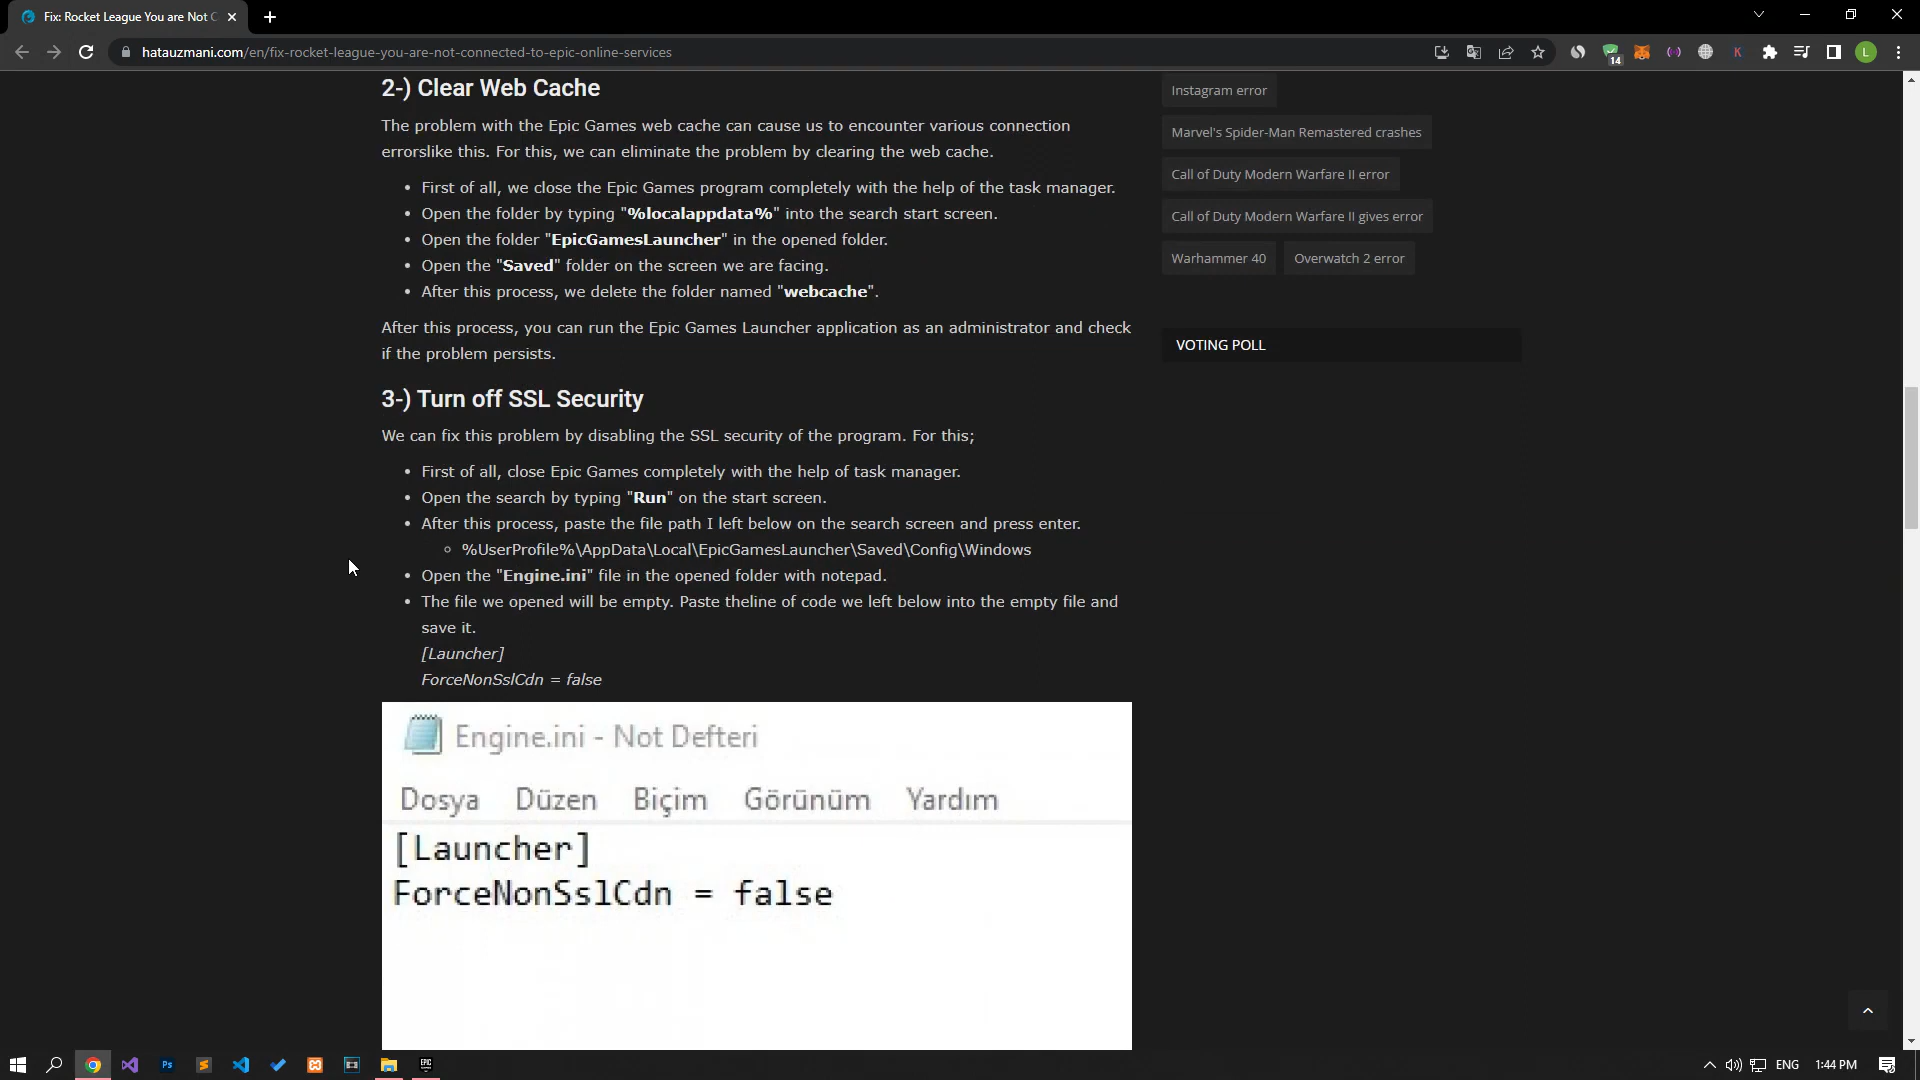 Fix: Rocket League You are Not C
hatauzmani.com/en/fix-rocket-league-you-are-not-connected-to-epic-online-services
14
K
L
2-) Clear Web Cache
The problem with the Epic Games web cache can cause us to encounter various connection
errorslike this. For this, we can eliminate the problem by clearing the web cache.
• First of all, we close the Epic Games program completely with the help of the task manager.
• Open the folder by typing "%localappdata%" into the search start screen.
• Open the folder "EpicGamesLauncher" in the opened folder.
• Open the "Saved" folder on the screen we are facing.
• After this process, we delete the folder named "webcache".
After this process, you can run the Epic Games Launcher application as an administrator and check
if the problem persists.
3-) Turn off SSL Security
We can fix this problem by disabling the SSL security of the program. For this;
• First of all, close Epic Games completely with the help of task manager.
• Open the search by typing "Run" on the start screen.
• After this process, paste the file path I left below on the search screen and press enter.
◦ %UserProfile%\AppData\Local\EpicGamesLauncher\Saved\Config\Windows
• Open the "Engine.ini" file in the opened folder with notepad.
• The file we opened will be empty. Paste theline of code we left below into the empty file and
save it.
[Launcher]
ForceNonSslCdn = false
Engine.ini - Not Defteri
Dosya Düzen Biçim Görünüm Yardım
[Launcher]
ForceNonSslCdn = false
Instagram error
Marvel's Spider-Man Remastered crashes
Call of Duty Modern Warfare II error
Call of Duty Modern Warfare II gives error
Warhammer 40 Overwatch 2 error
VOTING POLL
Ps
EPIC
ENG 1:44 PM